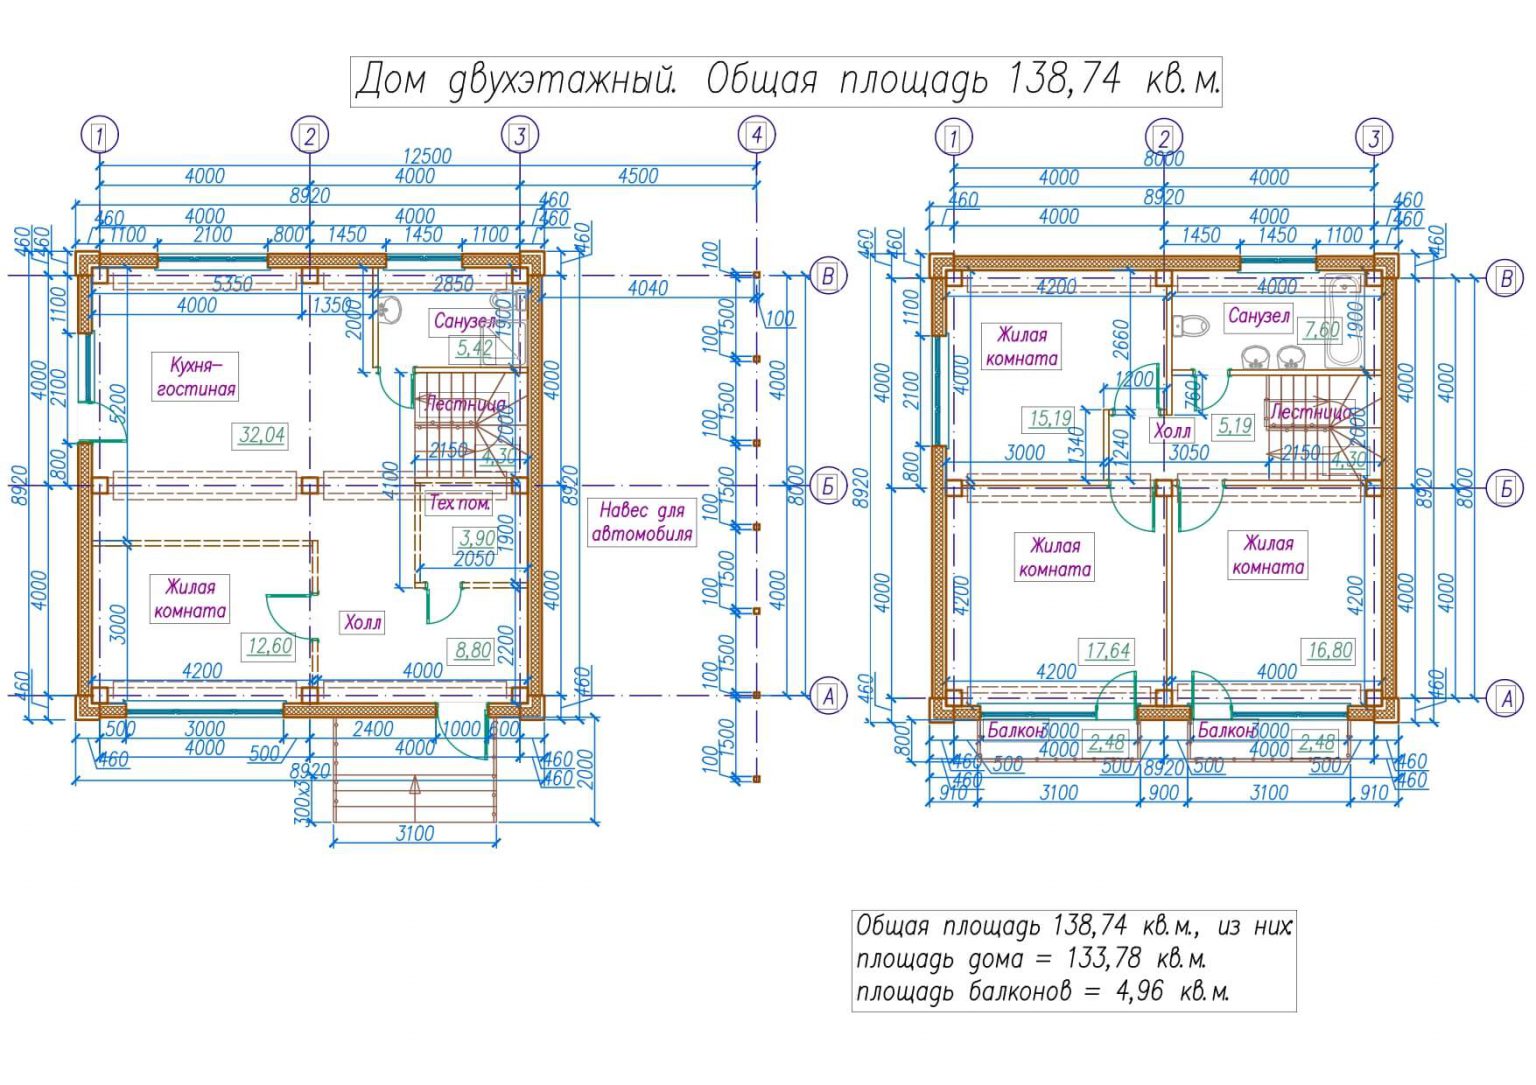 Дом двухэтажный. Общая площадь 138,74 кв.м.
1 2 3 4
12500
4000 4000 4500
8920
460 4000 4000 460
460
1100 2100 800 1450 1450 1100
460 460 460
5350 2850
4000 1350 2000
4040
100
1100
1500
В
Санузел
5,42
1900
Кухня-
гостиная
32,04
4000 2100 5200
Лестница
2000
2150
4,30
4000
800
4100
8920
Тех.пом.
3,90
1900
2050
8920
Навес для
автомобиля
100
1500
8000
4000
4000
Б
Жилая
комната
12,60
4000
3000
Холл
8,80
2200
4000
4200 4000
460
460
А
500 3000 2400 1000 600
4000 500 4000
460
8920
460
460
2000
300x3
3100
100
1500
1 2 3
8000
4000 4000
8920
460 460
4000 4000 460
1450 1450 1100
460 460 460
4200 4000
1100
Жилая
комната
15,19
2660
1200
Санузел
7,60
1900
В
4000
2100
4000
760
Холл
5,19
Лестница
2000
4,30
4000
4000
800
3000
1340
1240
3050
2150
8920
8920
8000
Б
Жилая
комната
17,64
4200
4200
Жилая
комната
16,80
4200
4000
4000
4000
4000
460
460
А
800
Балкон
3000
2,48
Балкон
3000
2,48
4000 4000
500 500 8920 500 500
460
460
460
460
910 3100 900 3100 910
Общая площадь 138,74 кв.м., из них:
площадь дома = 133,78 кв.м.
площадь балконов = 4,96 кв.м.